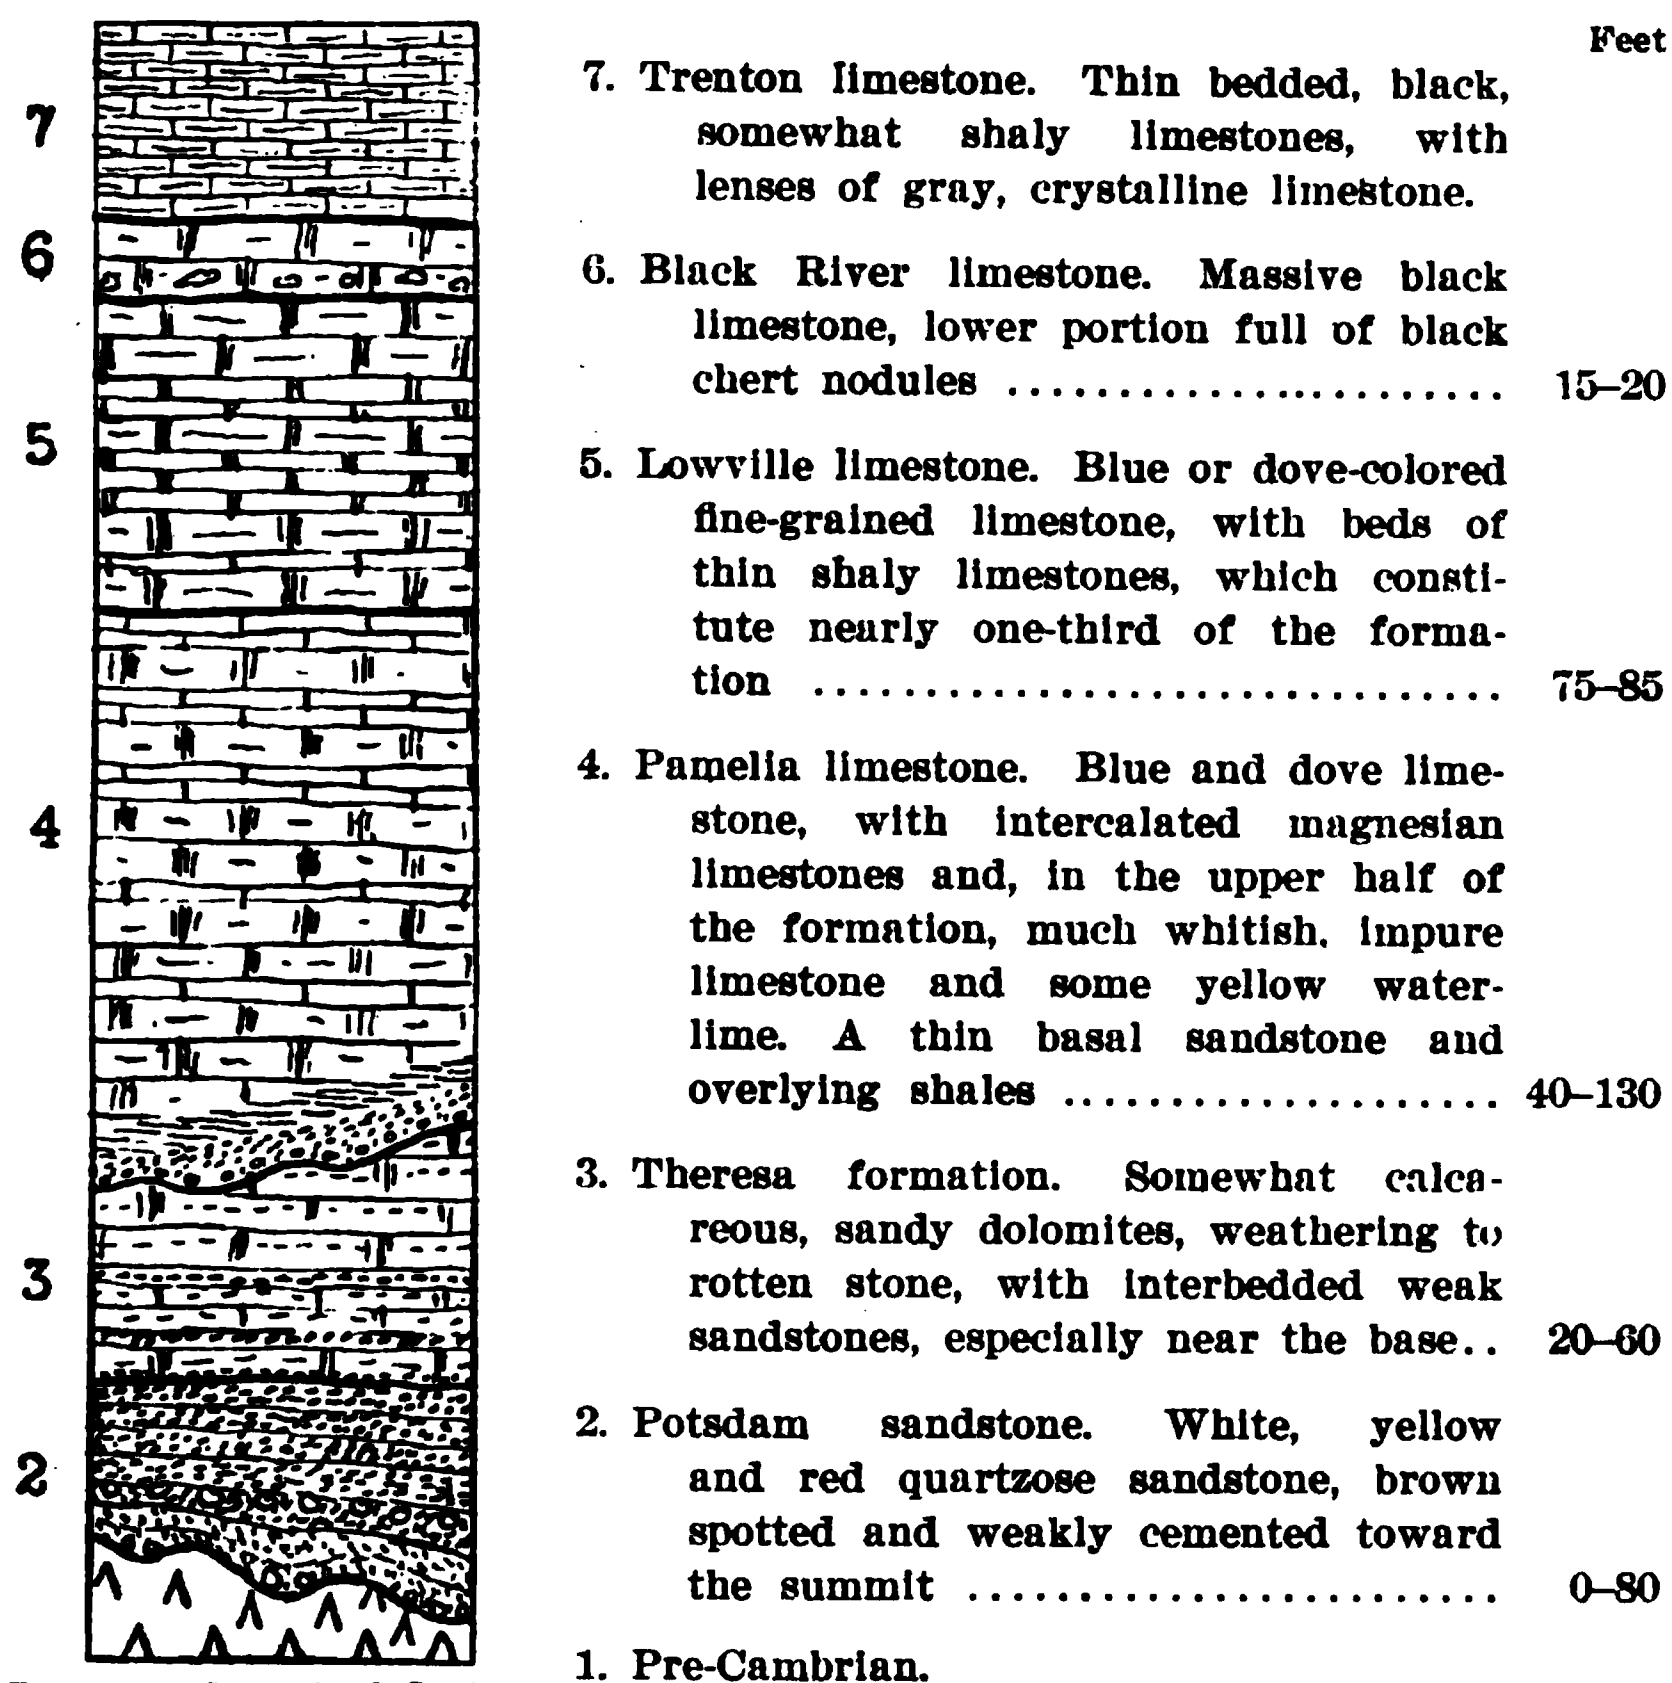 Feet
7. Trenton limestone. Thin bedded, black,
somewhat shaly limestones, with
lenses of gray, crystalline limestone.
6. Black River limestone. Massive black
limestone, lower portion full of black
chert nodules ........................ 15–20
5. Lowville limestone. Blue or dove-colored
fine-grained limestone, with beds of
thin shaly limestones, which consti-
tute nearly one-third of the forma-
tion ............................... 75–85
4. Pamelia limestone. Blue and dove lime-
stone, with intercalated magnesian
limestones and, in the upper half of
the formation, much whitish, impure
limestone and some yellow water-
lime. A thin basal sandstone and
overlying shales .................... 40–130
3. Theresa formation. Somewhat calca-
reous, sandy dolomites, weathering to
rotten stone, with interbedded weak
sandstones, especially near the base.. 20–60
2. Potsdam sandstone. White, yellow
and red quartzose sandstone, brown
spotted and weakly cemented toward
the summit ........................ 0–80
1. Pre-Cambrian.
7
6
5
4
3
2